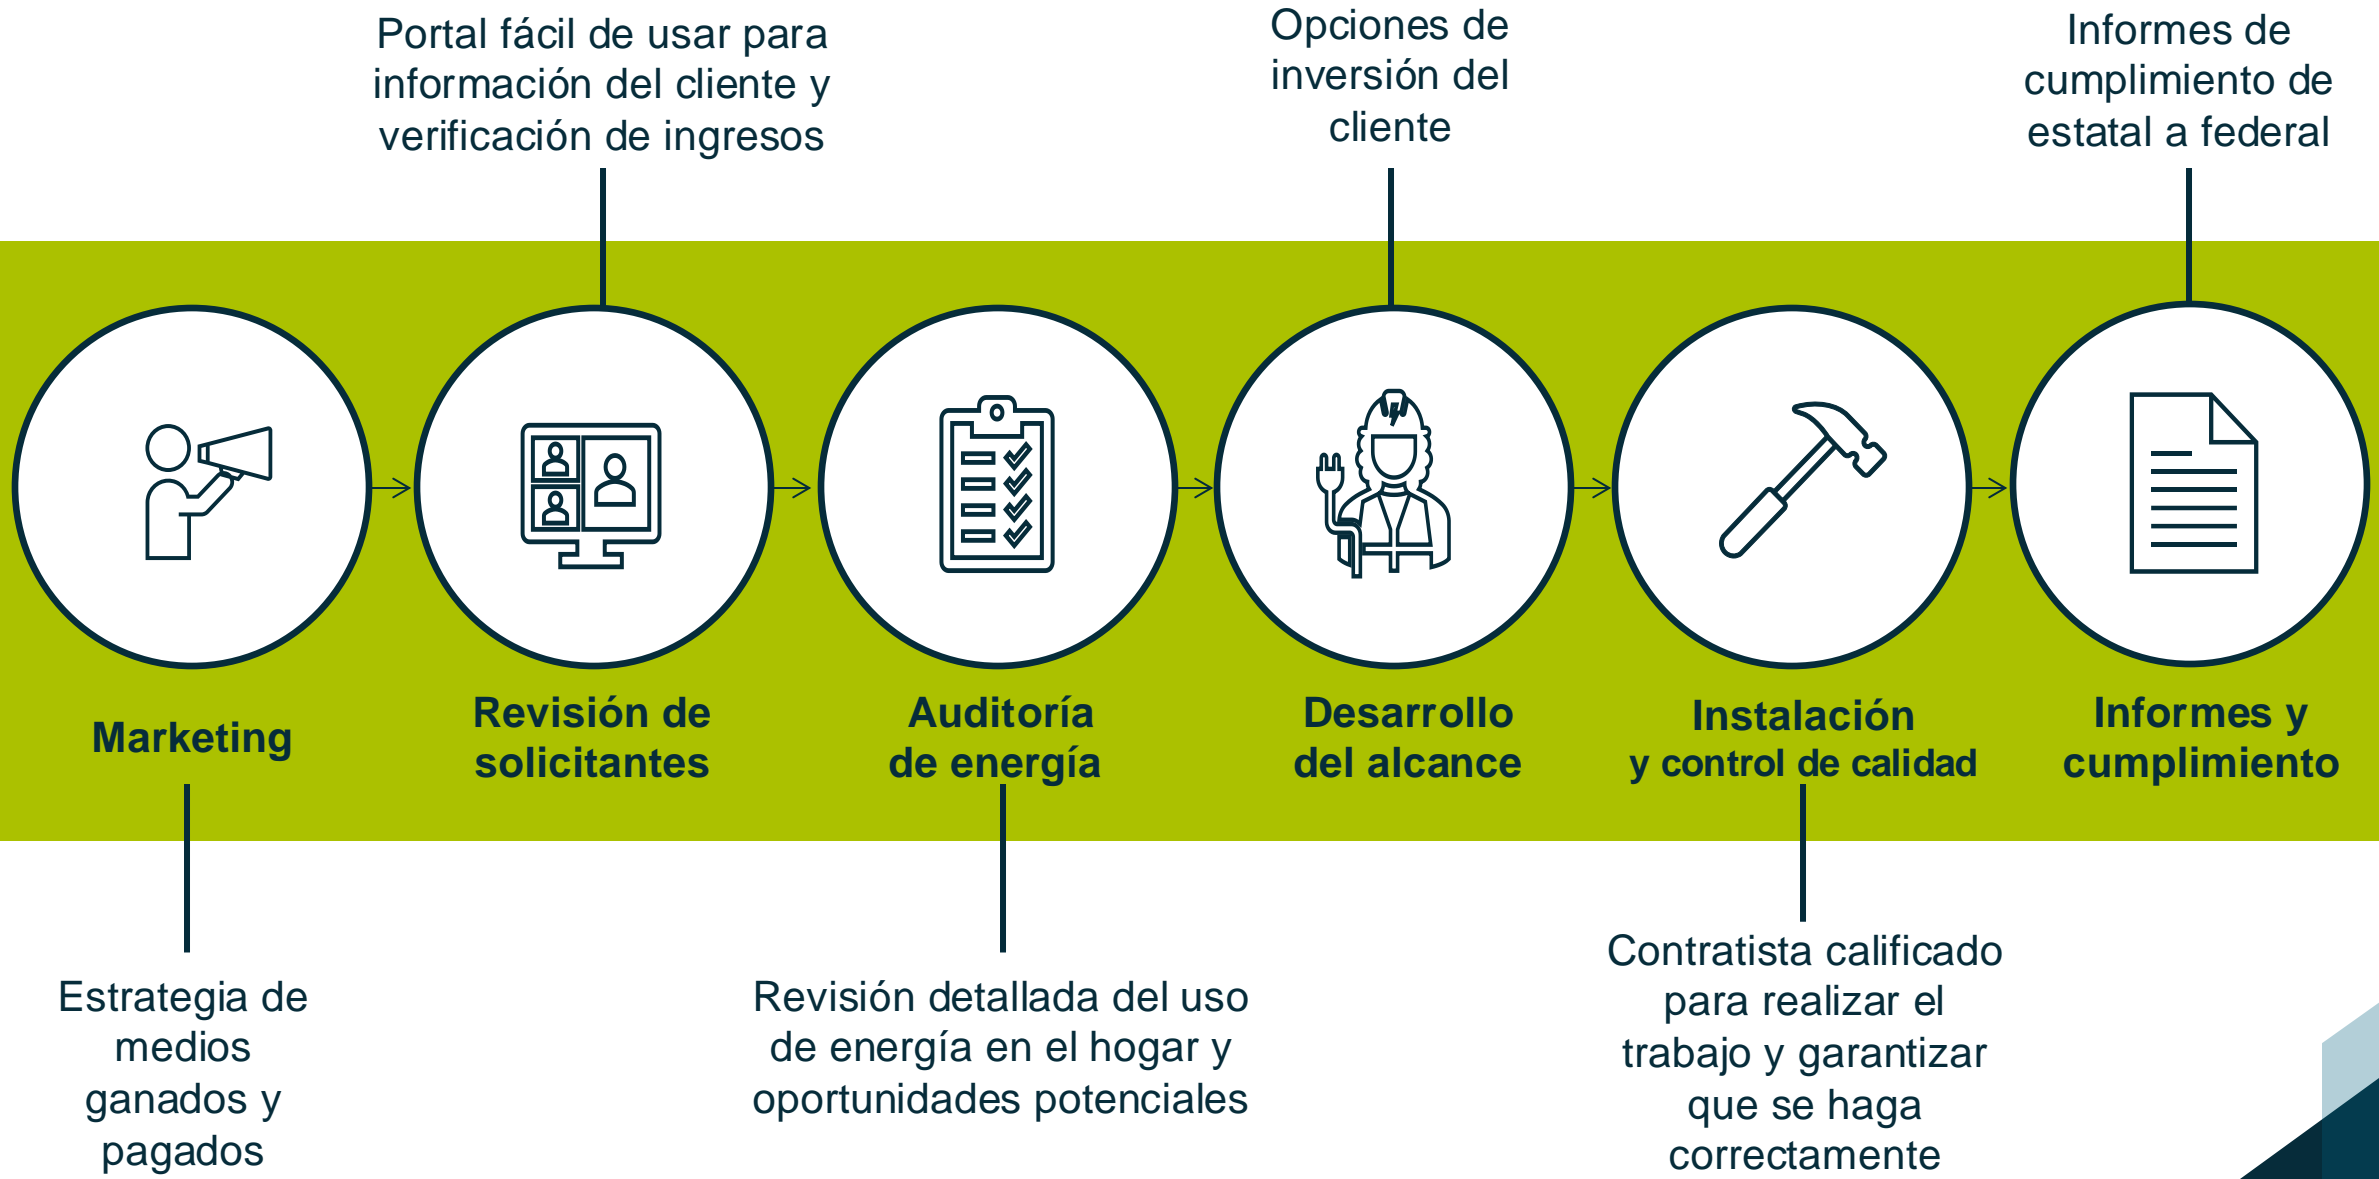 Portal fácil de usar para
información del cliente y
verificación de ingresos
Opciones de
inversión del
cliente
Informes de
cumplimiento de
estatal a federal
Marketing
Revisión de
solicitantes
Auditoría
de energía
Desarrollo
del alcance
Instalación
y control de calidad
Informes y
cumplimiento
Estrategia de
medios
ganados y
pagados
Revisión detallada del uso
de energía en el hogar y
oportunidades potenciales
Contratista calificado
para realizar el
trabajo y garantizar
que se haga
correctamente